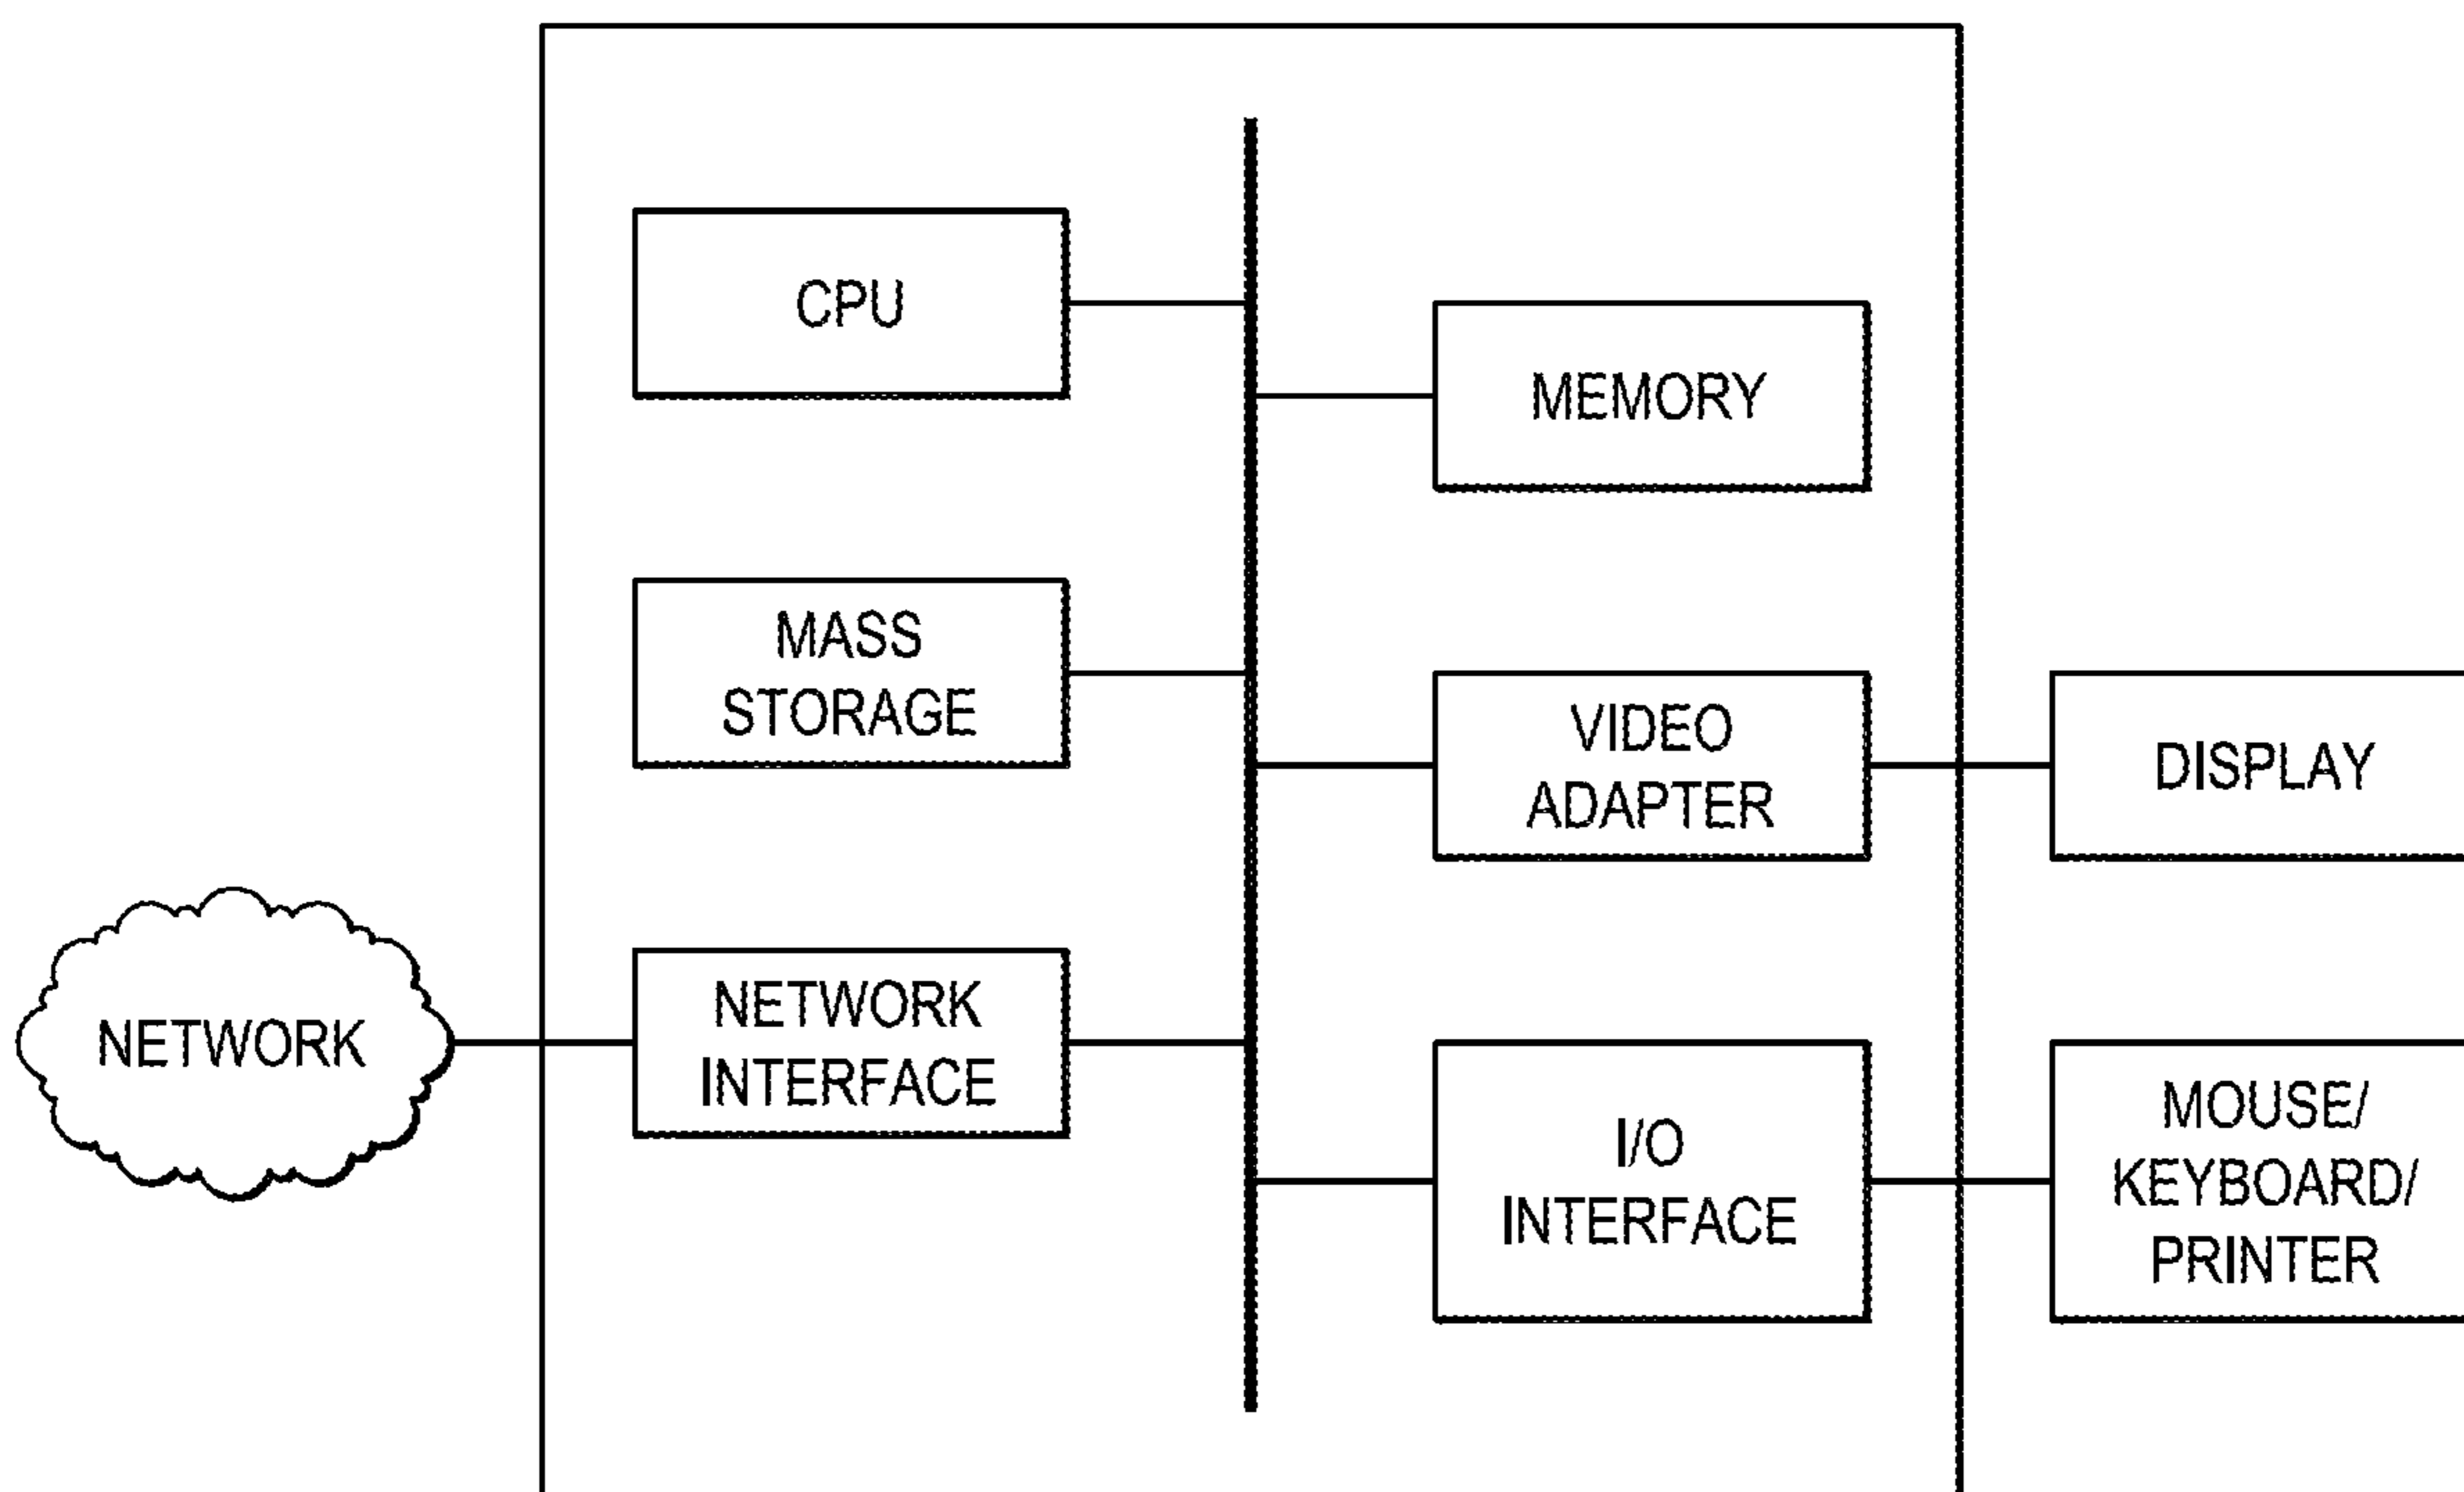 CPU
MEMORY
MASS
STORAGE
VIDEO
ADAPTER
DISPLAY
NETWORK
NETWORK
INTERFACE
I/O
INTERFACE
MOUSE/
KEYBOARD/
PRINTER